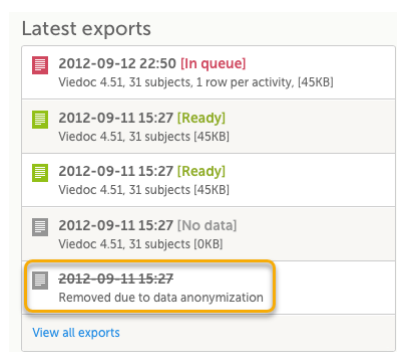 Latest exports
2012-09-12 22:50 [In queue]
Viedoc 4.51, 31 subjects, 1 row per activity, [45KB]
2012-09-11 15:27 [Ready]
Viedoc 4.51, 31 subjects [45KB]
2012-09-11 15:27 [Ready]
Viedoc 4.51, 31 subjects [45KB]
2012-09-11 15:27 [No data]
Viedoc 4.51, 31 subjects [0KB]
2012-09-11 15:27
Removed due to data anonymization
View all exports